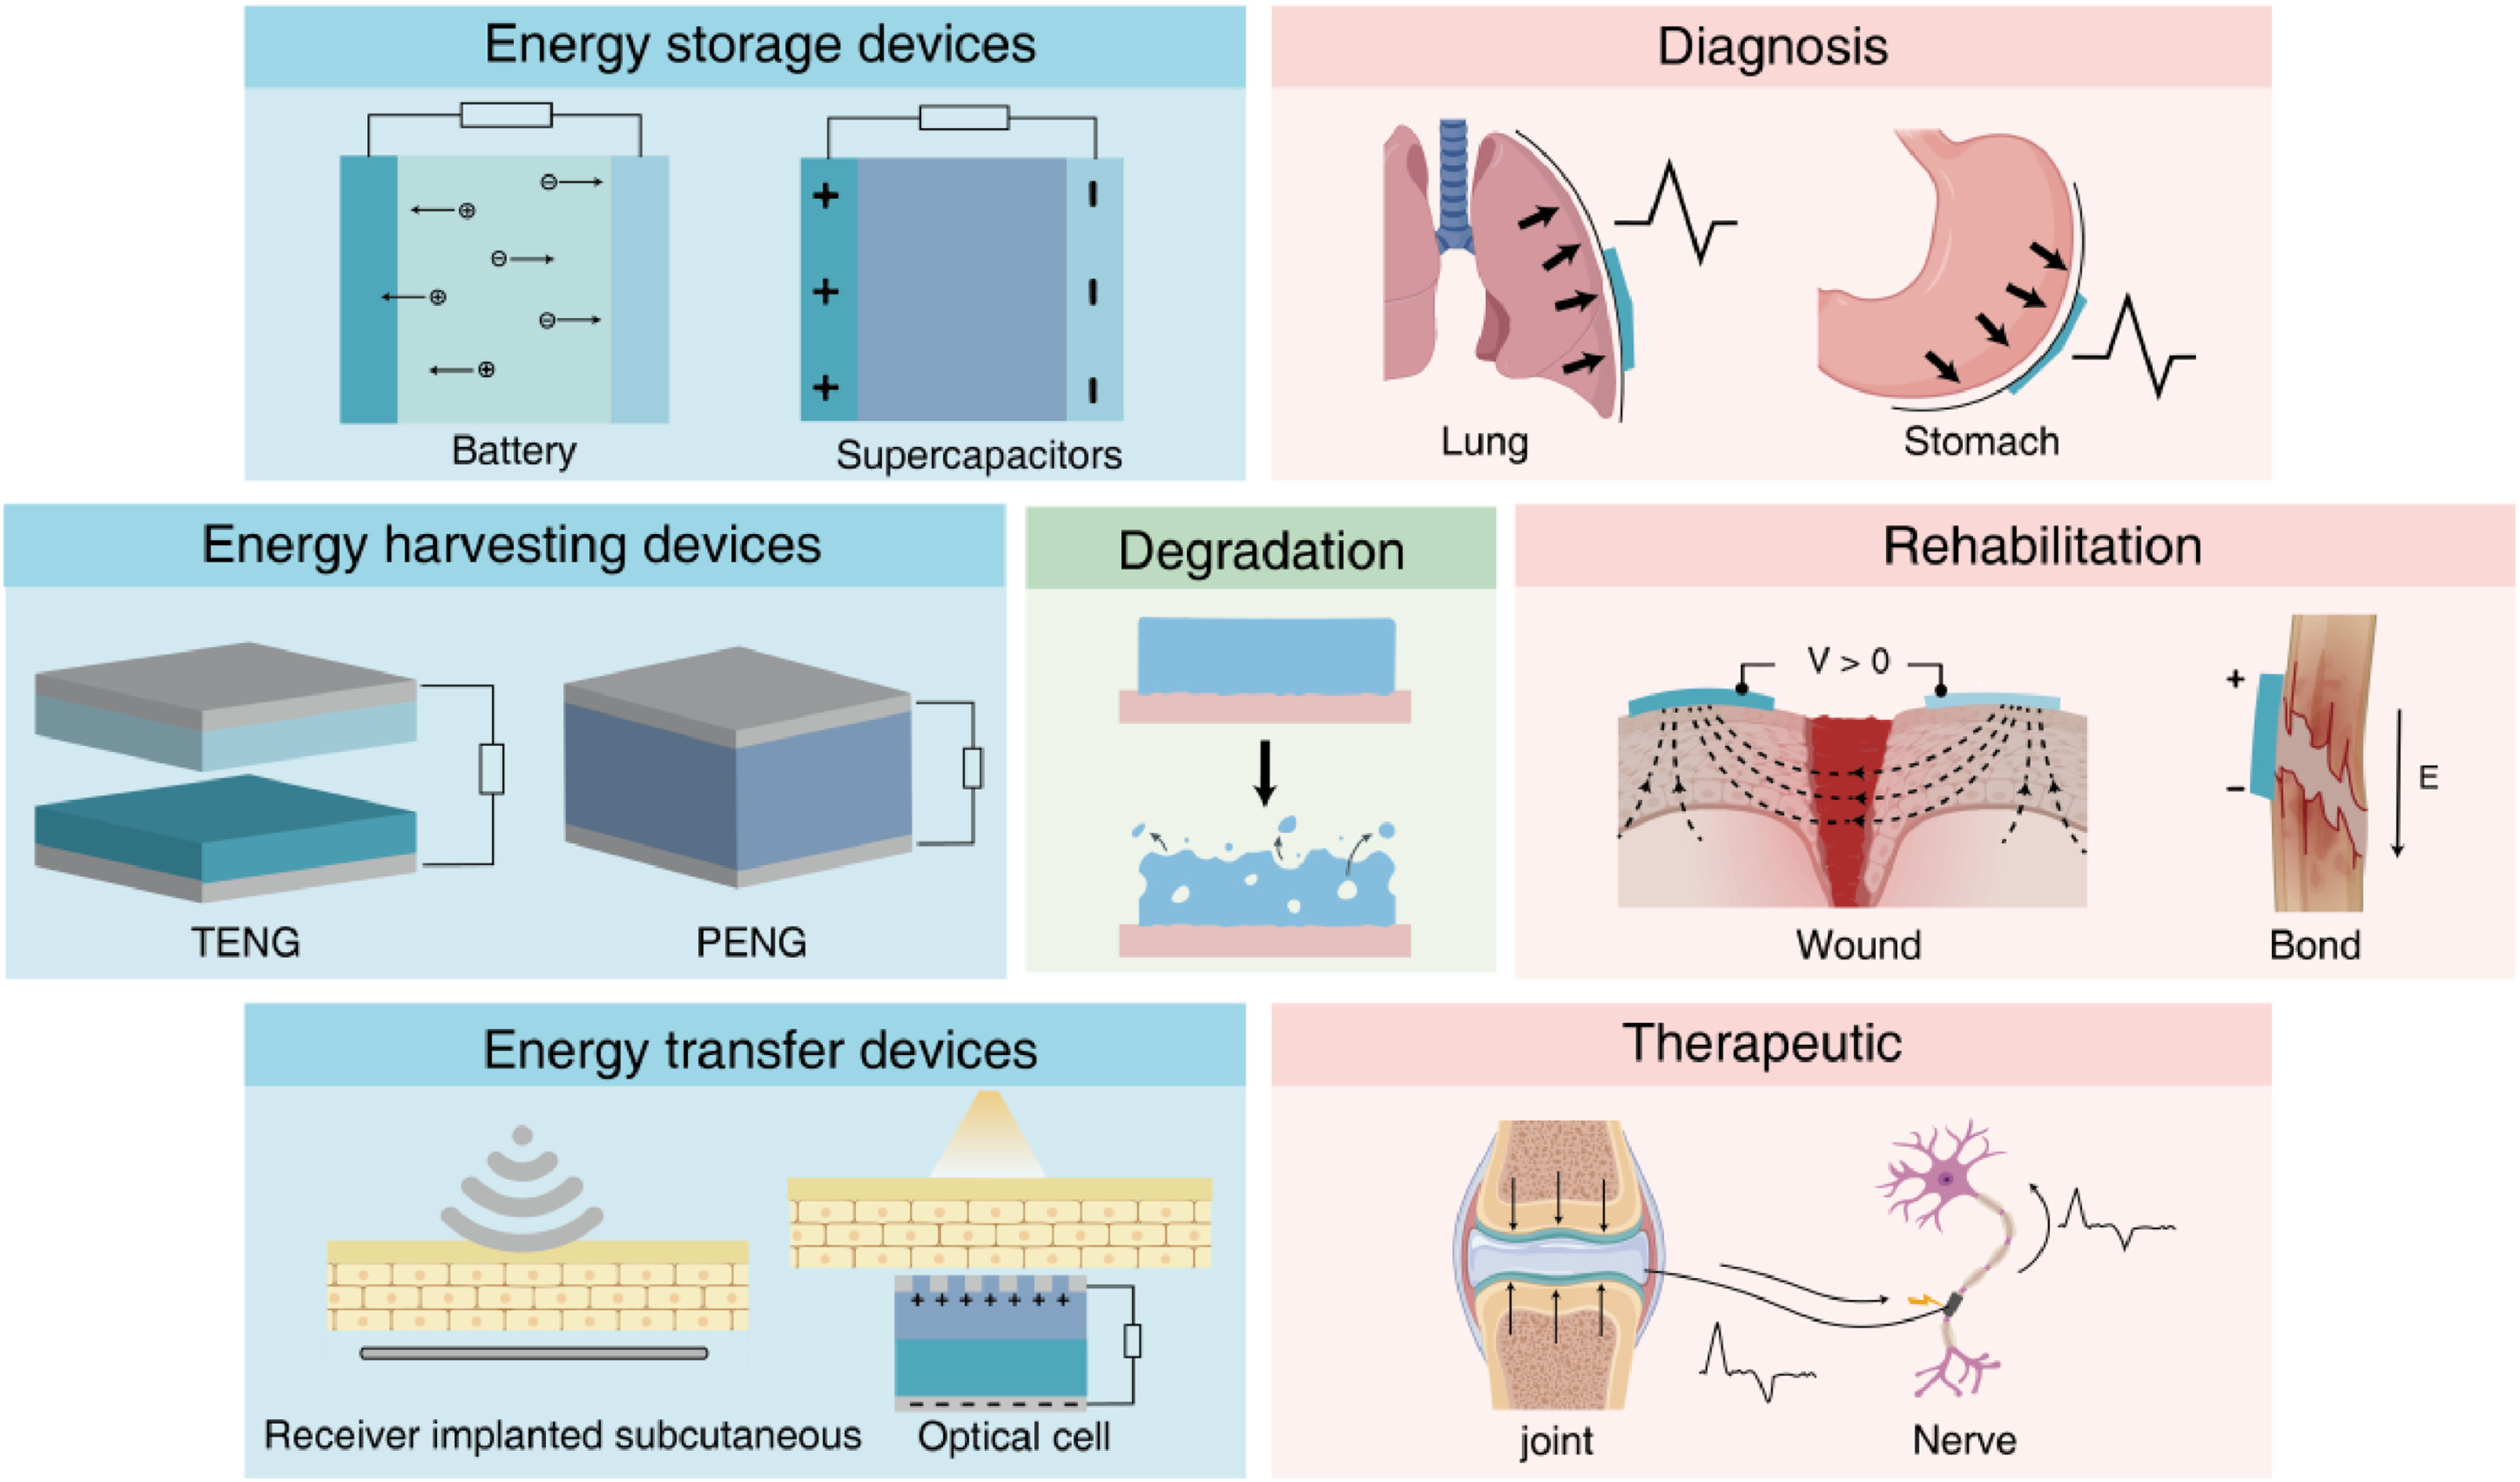 Energy storage devices
Battery
Supercapacitors
Diagnosis
Lung
Stomach
Energy harvesting devices
TENG
PENG
Degradation
Rehabilitation
V > 0
Wound
+
−
E
Bond
Energy transfer devices
Receiver implanted subcutaneous
Optical cell
Therapeutic
joint
Nerve